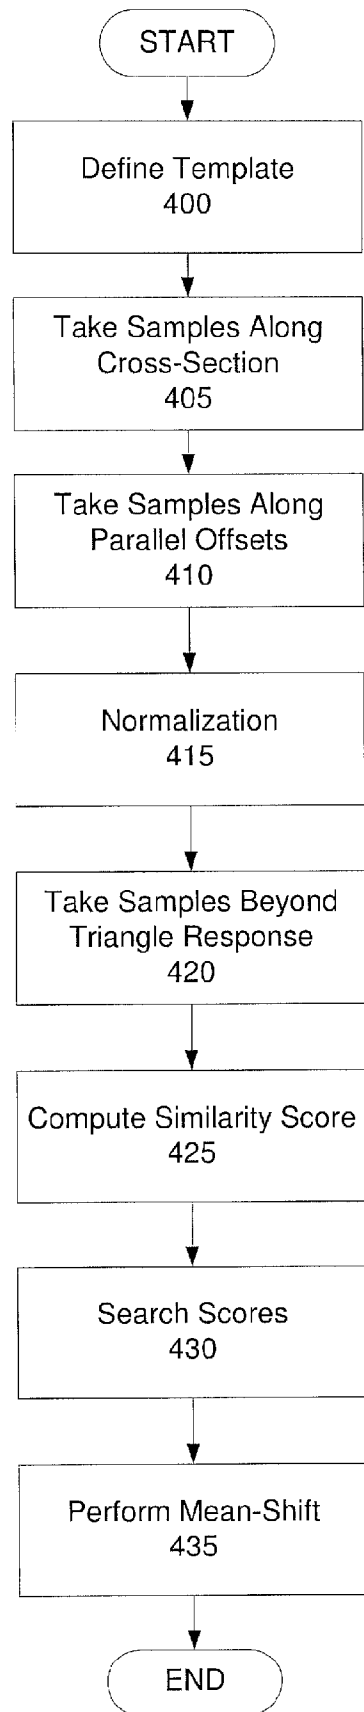 START
Define Template
400
Take Samples Along
Cross-Section
405
Take Samples Along
Parallel Offsets
410
Normalization
415
Take Samples Beyond
Triangle Response
420
Compute Similarity Score
425
Search Scores
430
Perform Mean-Shift
435
END